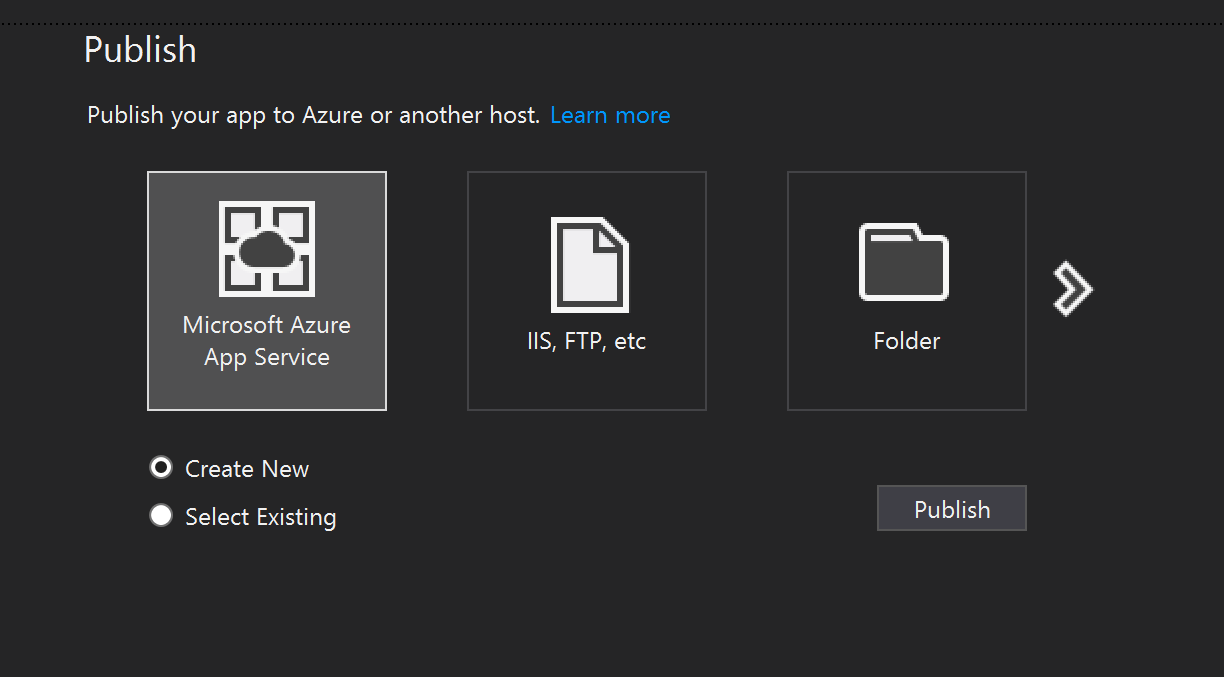 Publish
Publish your app to Azure or another host. Learn more
Microsoft Azure
App Service
IIS, FTP, etc
Folder
Create New
Select Existing
Publish